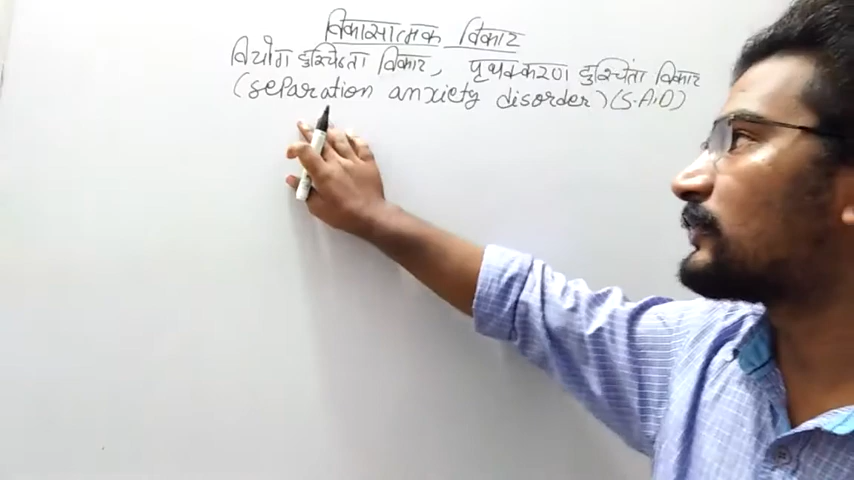 विकासात्मक विकार
वियोग दुश्चिंता विकार, पृथक्करण दुश्चिंता विकार
(separation anxiety disorder) (S.A.D)